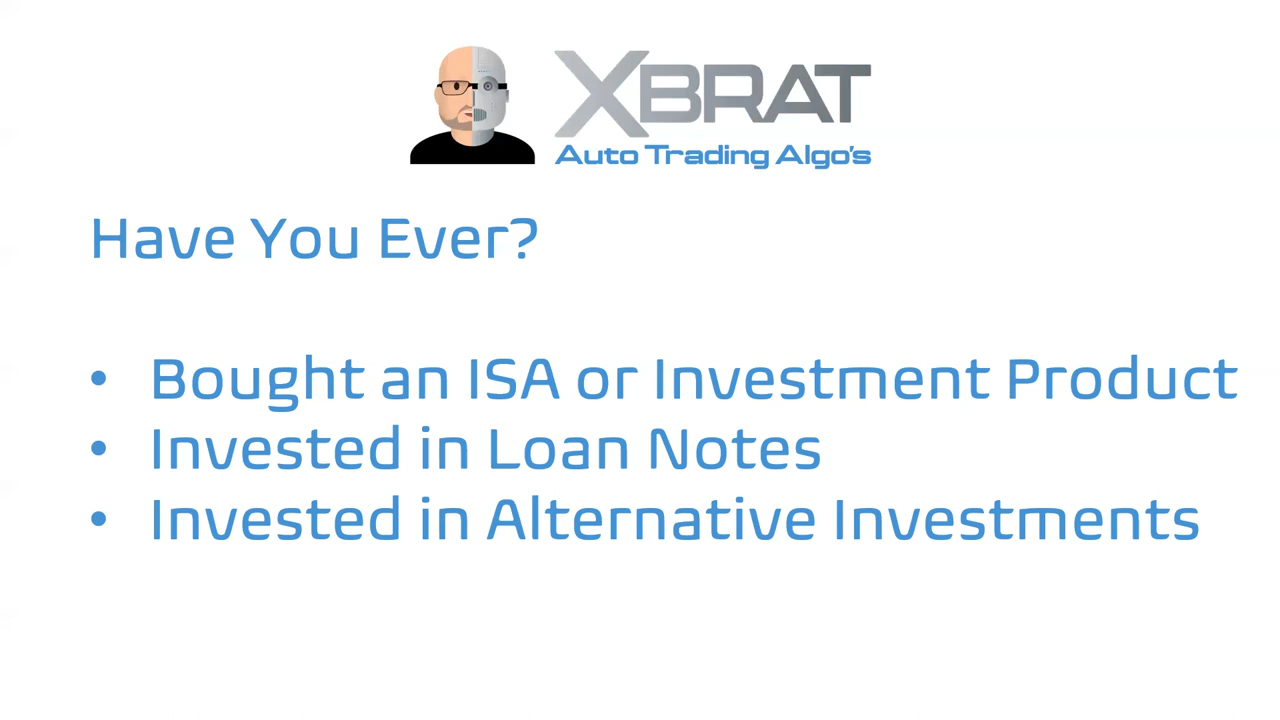 XBRAT
Auto Trading Algo's
Have You Ever?
• Bought an ISA or Investment Product
• Invested in Loan Notes
• Invested in Alternative Investments